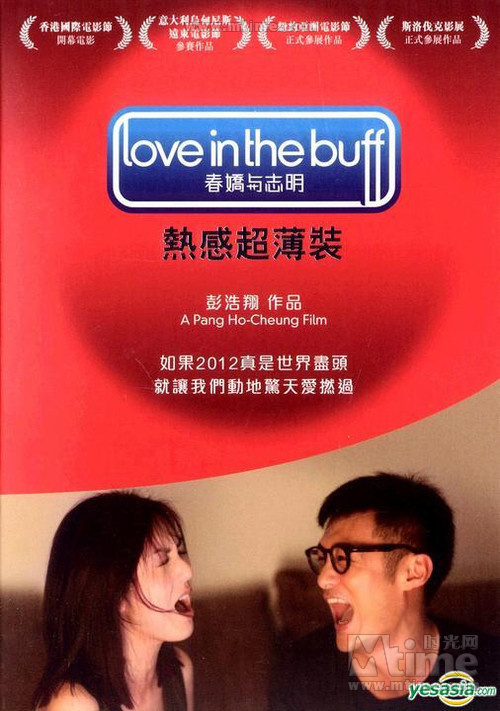 香港國際電影節
開幕電影
意大利烏甸尼斯
遠東電影節
參賽作品
紐約亞洲電影節
正式參展作品
斯洛伐克影展
正式參展作品
love in the buff
春嬌与志明
熱感超薄裝
彭浩翔 作品
A Pang Ho-Cheung Film
如果2012真是世界盡頭
就讓我們動地驚天愛撚過
时光网
Mtime
yesasia.com